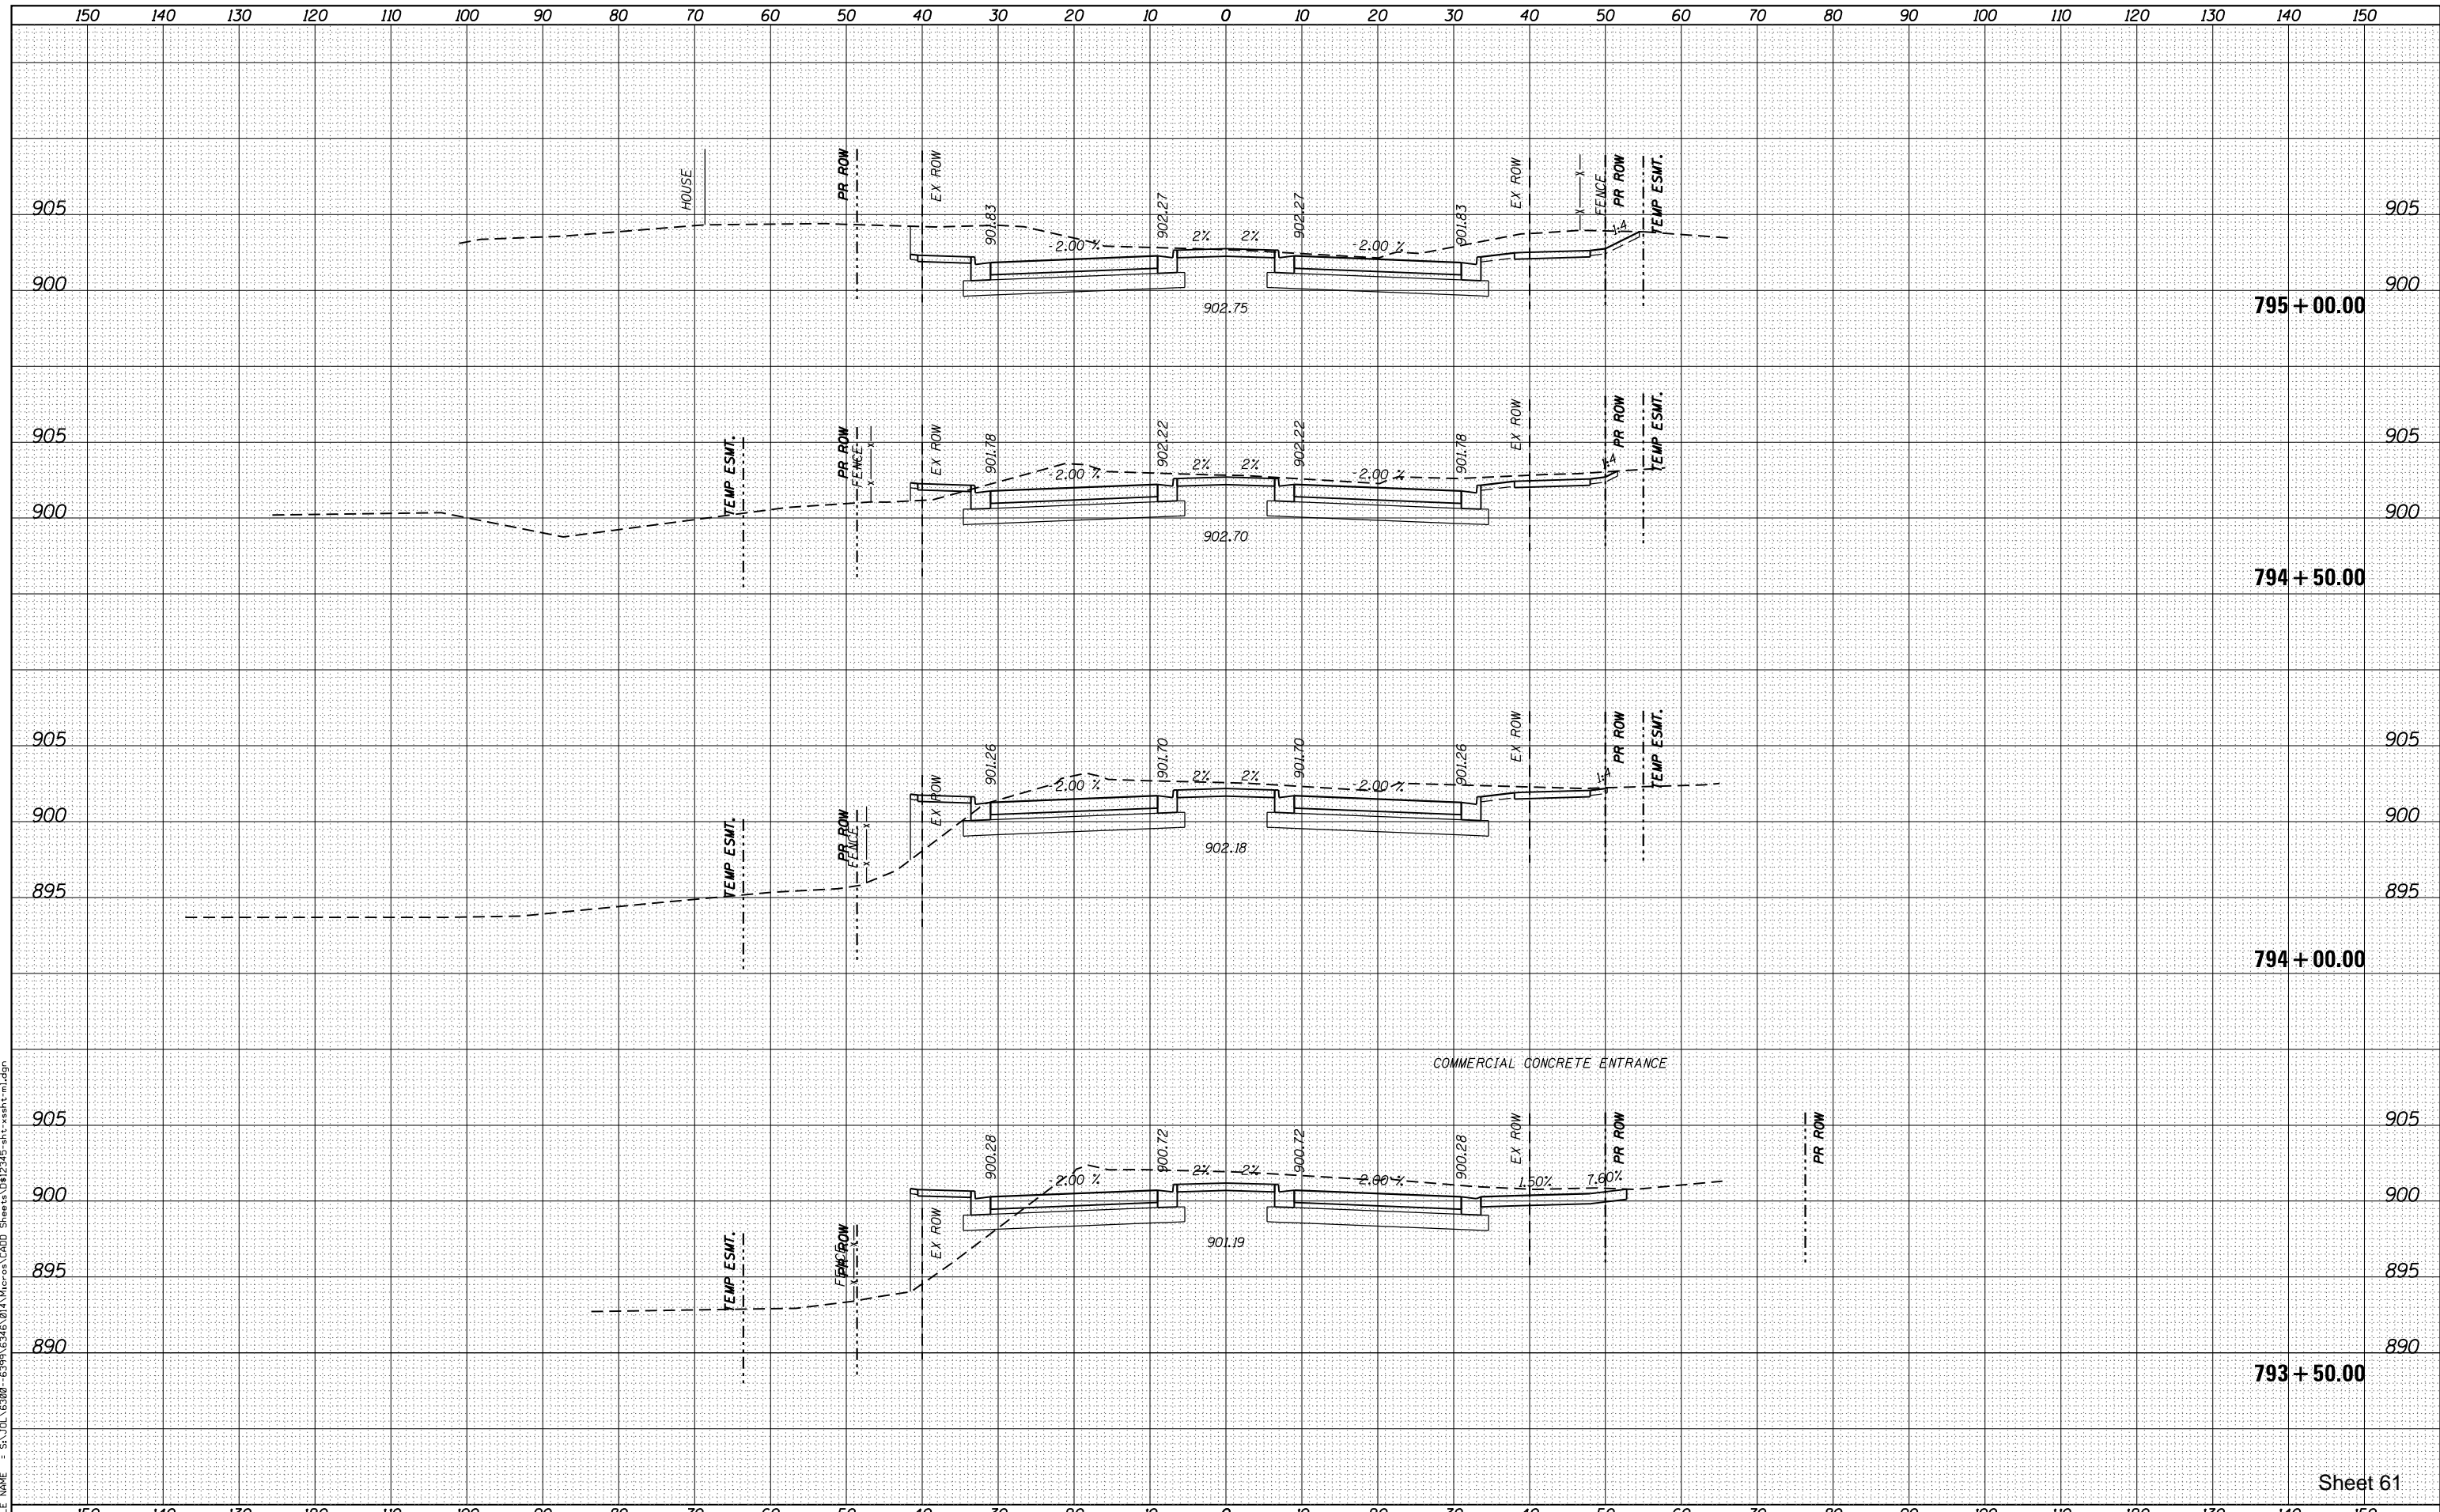 150 140 130 120 110 100 90 80 70 60 50 40 30 20 10 0 10 20 30 40 50 60 70 80 90 100 110 120 130 140 150
HOUSE
PR ROW
EX ROW
901.83
902.27
902.27
901.83
EX ROW
FENCE
PR ROW
TEMP ESMT.
905 905
-2.00 % 2% 2% -2.00 % 1:4
900 900
902.75
795+00.00
TEMP ESMT.
PR ROW
FENCE
EX ROW
901.78
902.22
902.22
901.78
EX ROW
PR ROW
TEMP ESMT.
905 905
-2.00 % 2% 2% -2.00 % 1:4
900 900
902.70
794+50.00
TEMP ESMT.
PR ROW
FENCE
EX ROW
901.26
901.70
901.70
901.26
EX ROW
PR ROW
TEMP ESMT.
905 905
-2.00 % 2% 2% -2.00 % 1:4
900 900
902.18
895 895
794+00.00
COMMERCIAL CONCRETE ENTRANCE
TEMP ESMT.
FENCE
PR ROW
EX ROW
900.28
900.72
900.72
900.28
EX ROW
PR ROW
PR ROW
905 905
-2.00 % 2% 2% -2.00 % 1.50% 7.60%
900 900
901.19
895 895
890 890
793+50.00
Sheet 61